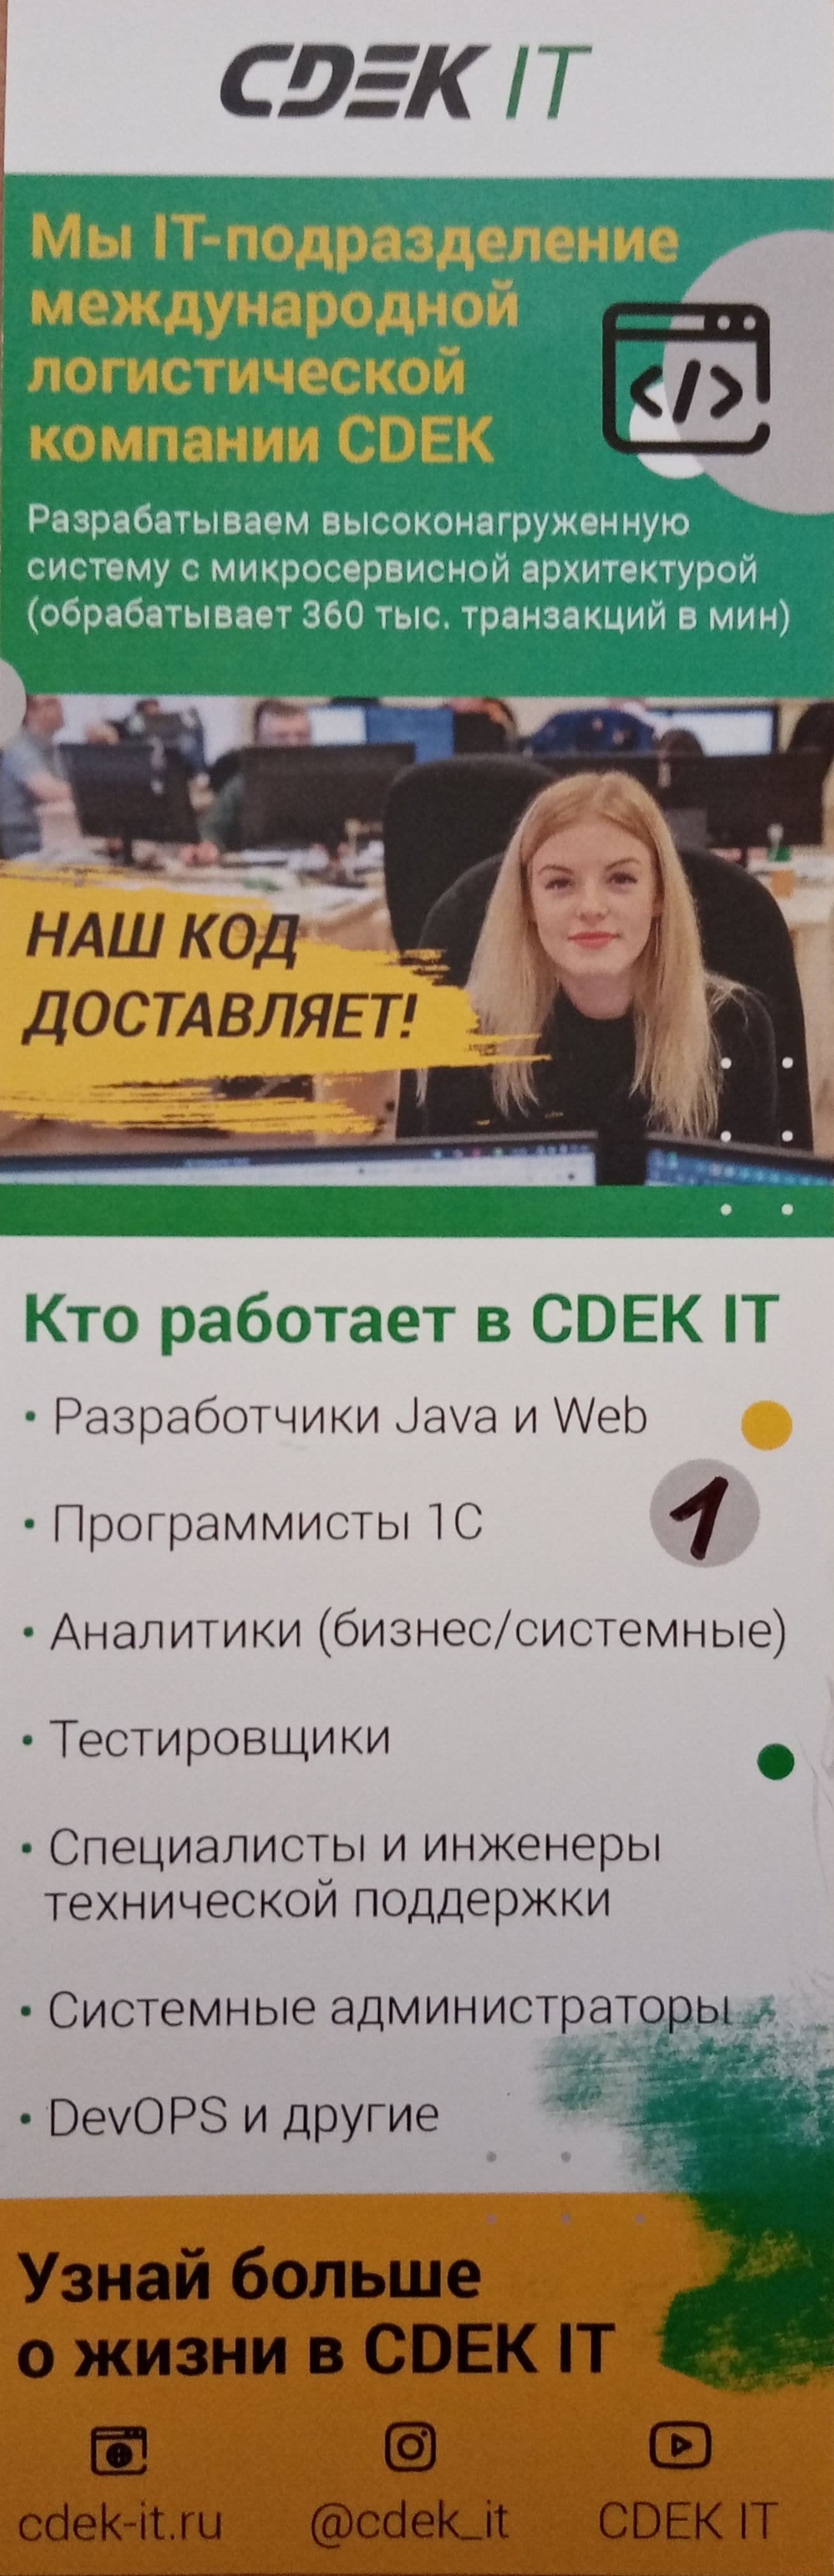 CDEK IT
Мы IT-подразделение
международной
логистической
компании CDEK
</>
Разрабатываем высоконагруженную
систему с микросервисной архитектурой
(обрабатывает 360 тыс. транзакций в мин)
НАШ КОД
ДОСТАВЛЯЕТ!
Кто работает в CDEK IT
• Разработчики Java и Web
1
• Программисты 1С
• Аналитики (бизнес/системные)
• Тестировщики
• Специалисты и инженеры
технической поддержки
• Системные администраторы
• DevOPS и другие
Узнай больше
о жизни в CDEK IT
cdek-it.ru @cdek_it CDEK IT